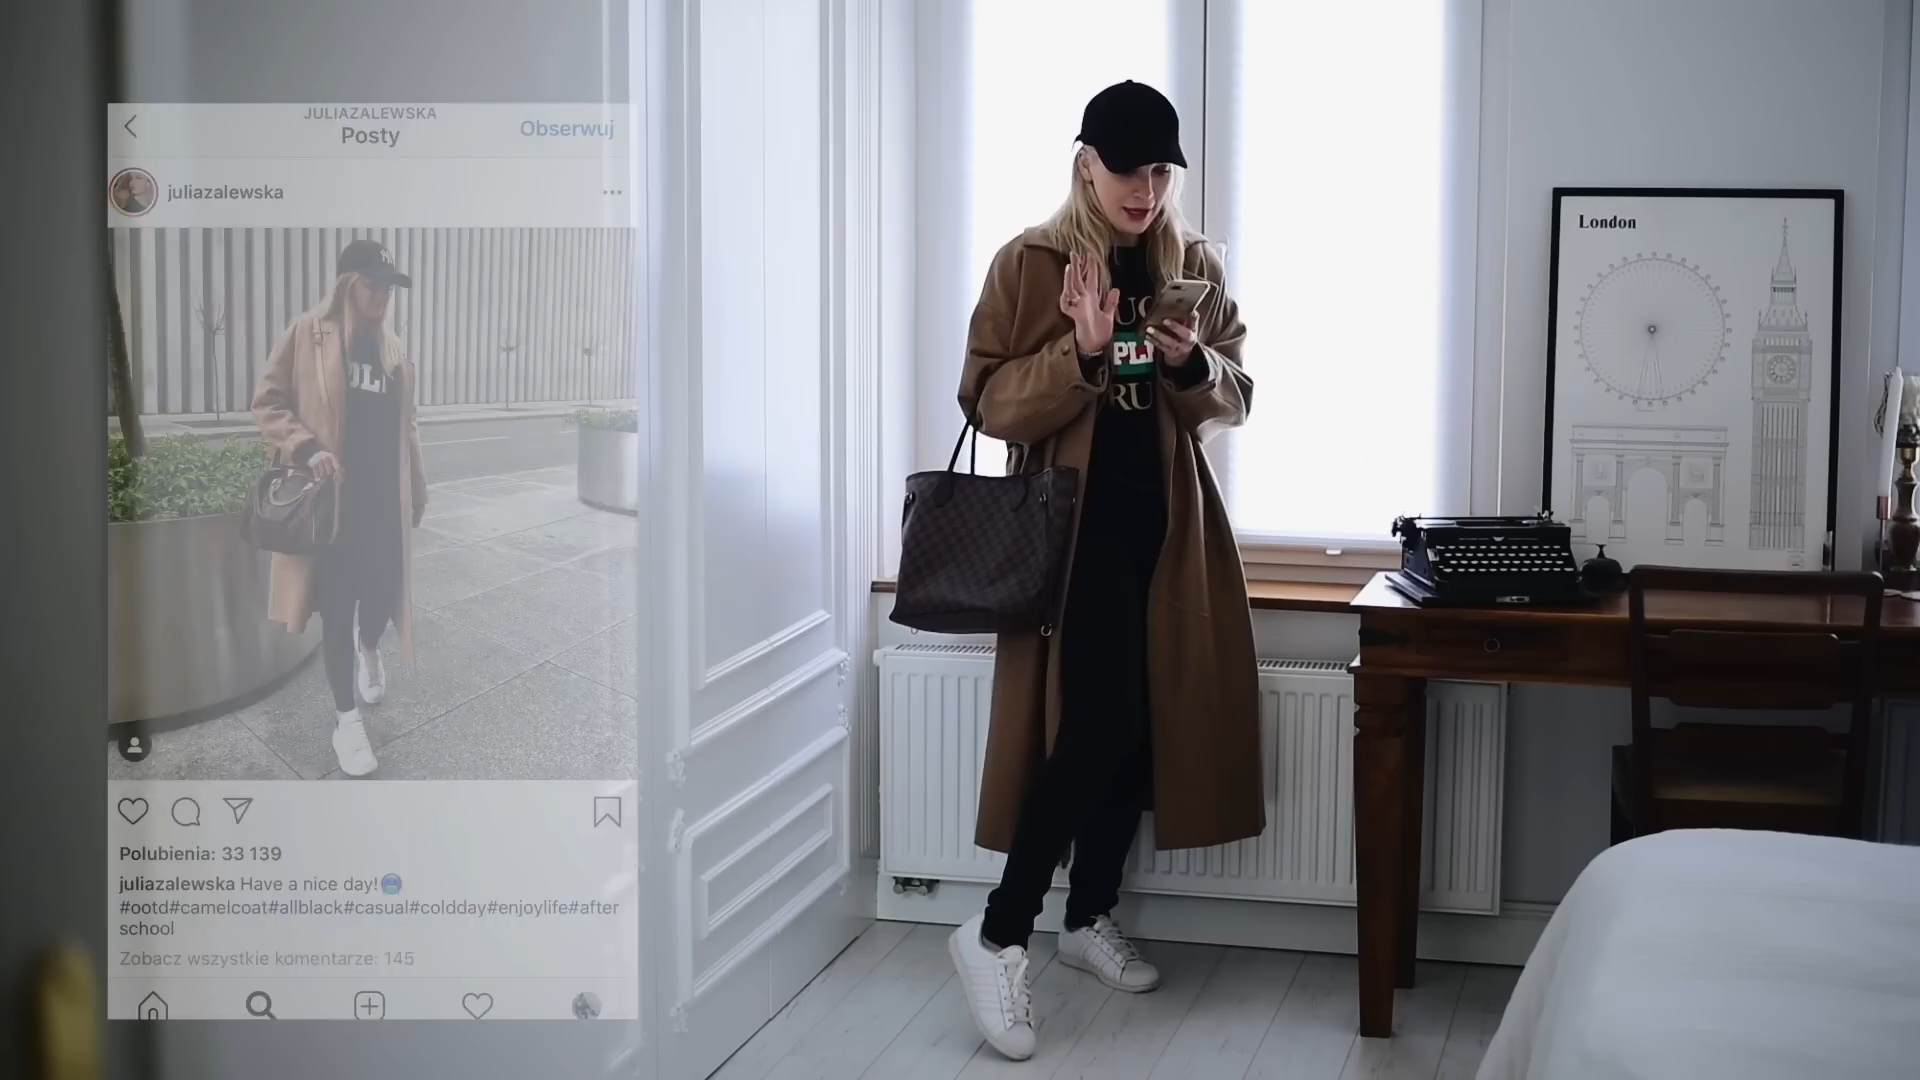 JULIAZALEWSKA
Posty
Obserwuj
juliazalewska
Polubienia: 33 139
juliazalewska Have a nice day!
#ootd#camelcoat#allblack#casual#coldday#enjoylife#after
school
Zobacz wszystkie komentarze: 145
London